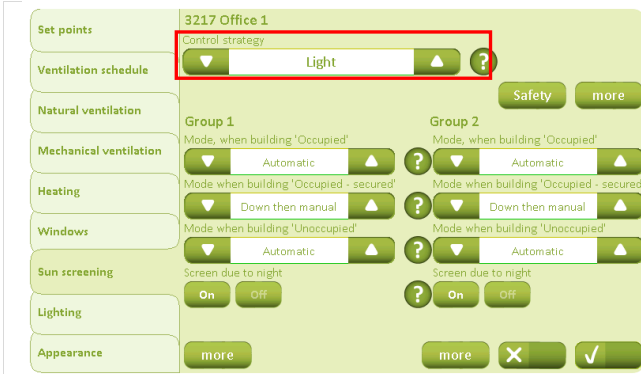 Set points
Ventilation schedule
Natural ventilation
Mechanical ventilation
Heating
Windows
Sun screening
Lighting
Appearance
3217 Office 1
Control strategy
Light
?
Safety
more
Group 1
Mode, when building 'Occupied'
Automatic
?
Mode when building 'Occupied - secured'
Down then manual
?
Mode when building 'Unoccupied'
Automatic
?
Screen due to night
On
Off
?
more
Group 2
Mode, when building 'Occupied'
Automatic
Mode when building 'Occupied - secured'
Down then manual
Mode when building 'Unoccupied'
Automatic
Screen due to night
On
Off
more